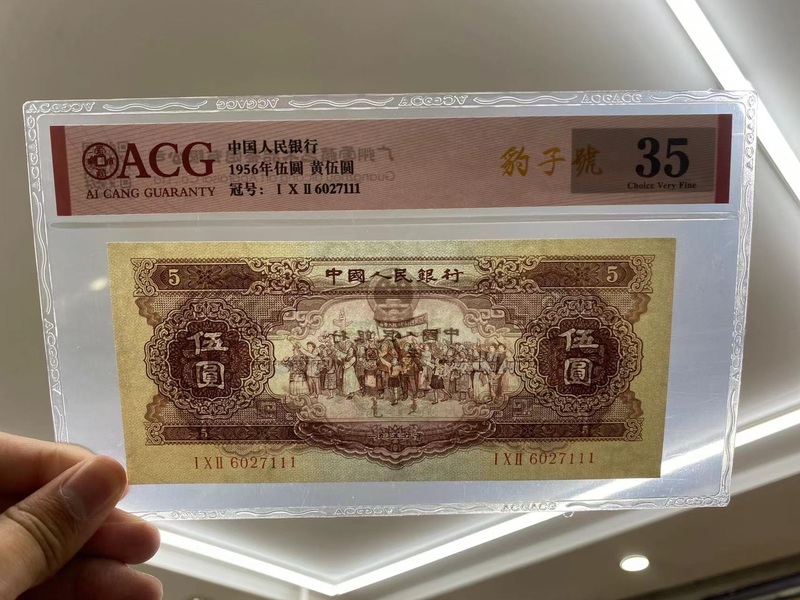 ACG
AI CANG GUARANTY
中国人民银行
1956年伍圆 黄伍圆
冠号: I X II 6027111
豹子號
35
Choice Very Fine
5 中國人民銀行 5
伍圓 伍圓
5 5
I X II 6027111 I X II 6027111